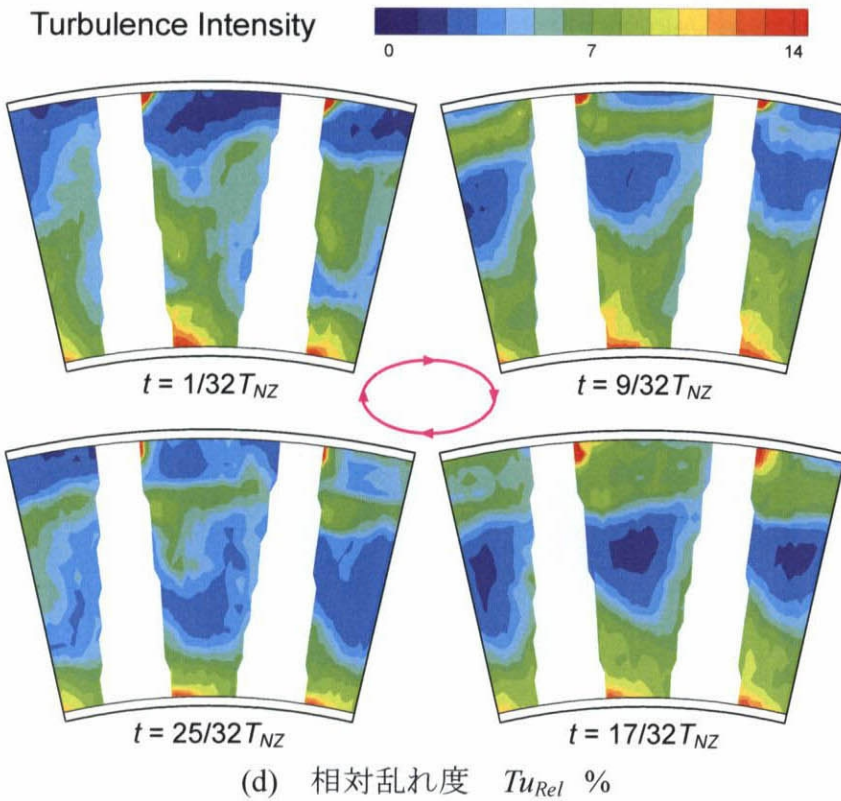 Turbulence Intensity
0 7 14
t = 1/32T_NZ t = 9/32T_NZ
t = 25/32T_NZ t = 17/32T_NZ
(d) 相対乱れ度 Tu_Rel %